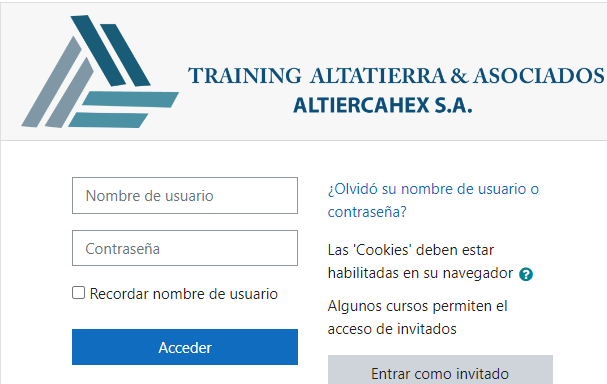 TRAINING ALTATIERRA & ASOCIADOS
ALTIERCAHEX S.A.
Nombre de usuario
Contraseña
Recordar nombre de usuario
Acceder
¿Olvidó su nombre de usuario o
contraseña?
Las 'Cookies' deben estar
habilitadas en su navegador
Algunos cursos permiten el
acceso de invitados
Entrar como invitado